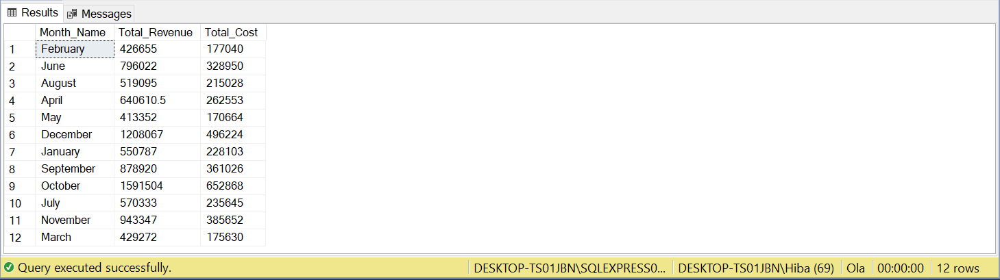 Results Messages
Month_Name Total_Revenue Total_Cost
1 February 426655 177040
2 June 796022 328950
3 August 519095 215028
4 April 640610.5 262553
5 May 413352 170664
6 December 1208067 496224
7 January 550787 228103
8 September 878920 361026
9 October 1591504 652868
10 July 570333 235645
11 November 943347 385652
12 March 429272 175630
Query executed successfully. DESKTOP-TS01JBN\SQLEXPRESS0... DESKTOP-TS01JBN\Hiba (69) Ola 00:00:00 12 rows